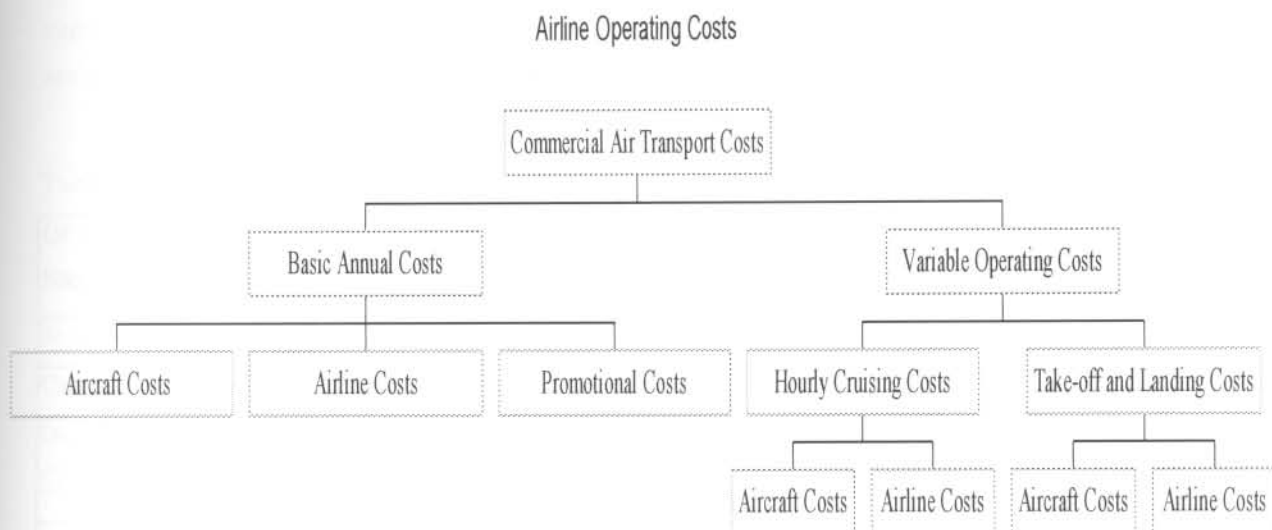 Airline Operating Costs
Commercial Air Transport Costs
Basic Annual Costs
Variable Operating Costs
Aircraft Costs
Airline Costs
Promotional Costs
Hourly Cruising Costs
Take-off and Landing Costs
Aircraft Costs
Airline Costs
Aircraft Costs
Airline Costs